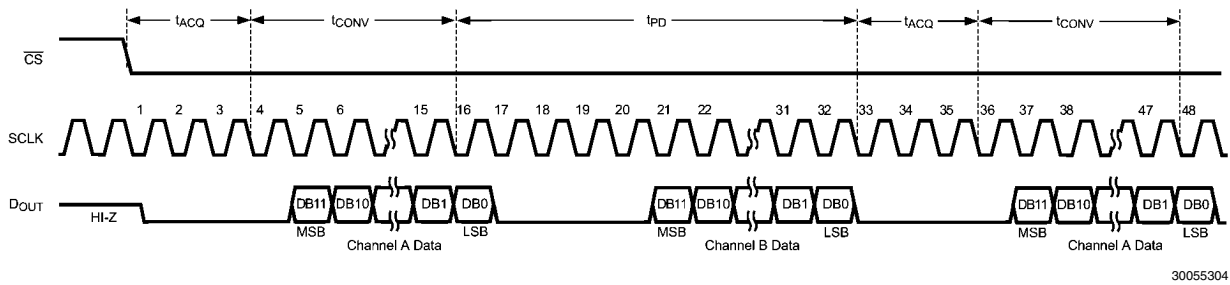 tACQ tCONV tPD tACQ tCONV
CS
1 2 3 4 5 6 15 16 17 18 19 20 21 22 31 32 33 34 35 36 37 38 47 48
SCLK
DOUT
HI-Z
DB11 DB10 DB1 DB0 DB11 DB10 DB1 DB0 DB11 DB10 DB1 DB0
MSB LSB MSB LSB MSB LSB
Channel A Data Channel B Data Channel A Data
30055304